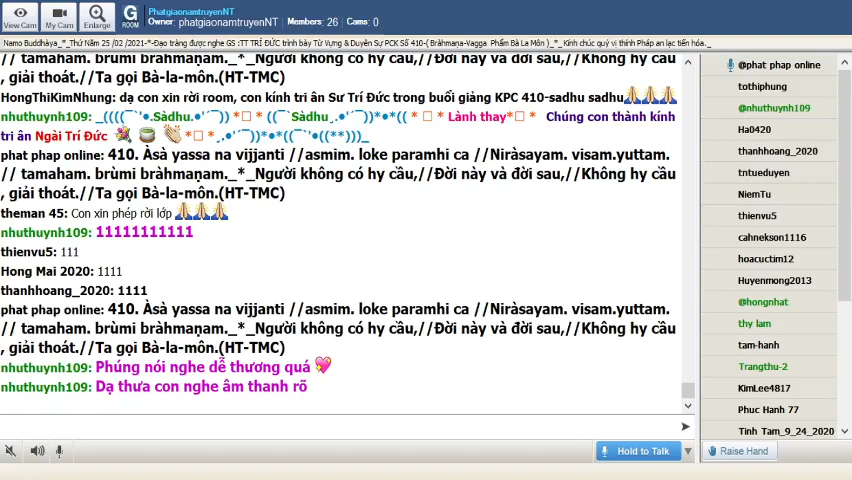 View Cam
My Cam
Enlarge
G
ROOM
PhatgiaonamtruyenNT
Owner: phatgiaonamtruyenNT Members: 26 Cams: 0
Namo Buddhàya_*_Thứ Năm 25 /02 /2021-*-Đạo tràng được nghe GS :TT TRÍ ĐỨC trình bày Từ Vựng & Duyên Sự PCK Số 410-( Bràhmaṇa-Vagga Phẩm Bà La Môn )_*_Kính chúc quý vị thính Pháp an lạc tiến hóa._
// tamaham. brùmi bràhmaṇam._*_Người không có hy cầu,//Đời này và đời sau,//Không hy cầu
, giải thoát.//Ta gọi Bà-la-môn.(HT-TMC)
HongThiKimNhung: dạ con xin rời room, con kính tri ân Sư Trí Đức trong buổi giảng KPC 410-sadhu sadhu
nhuthuynh109: _((((¯`'•.Sàdhu.•'´¯)) *□ * ((¯`Sàdhu¸.•'´¯))*•*(( * □ * Lành thay*□ * Chúng con thành kính
tri ân Ngài Trí Đức *□ *¸.•'´¯))*•*((¯`'•((**)))_
phat phap online: 410. Àsà yassa na vijjanti //asmim. loke paramhi ca //Niràsayam. visam.yuttam.
// tamaham. brùmi bràhmaṇam._*_Người không có hy cầu,//Đời này và đời sau,//Không hy cầu
, giải thoát.//Ta gọi Bà-la-môn.(HT-TMC)
theman 45: Con xin phép rời lớp
nhuthuynh109: 11111111111
thienvu5: 111
Hong Mai 2020: 1111
thanhhoang_2020: 1111
phat phap online: 410. Àsà yassa na vijjanti //asmim. loke paramhi ca //Niràsayam. visam.yuttam.
// tamaham. brùmi bràhmaṇam._*_Người không có hy cầu,//Đời này và đời sau,//Không hy cầu
, giải thoát.//Ta gọi Bà-la-môn.(HT-TMC)
nhuthuynh109: Phúng nói nghe dễ thương quá
nhuthuynh109: Dạ thưa con nghe âm thanh rõ
Hold to Talk
@phat phap online
tothiphung
@nhuthuynh109
Ha0420
thanhhoang_2020
tntueduyen
NiemTu
thienvu5
cahnekson1116
hoacuctim12
Huyenmong2013
@hongnhat
thy lam
tam-hanh
Trangthu-2
KimLee4817
Phuc Hanh 77
Tinh Tam_9_24_2020
Raise Hand